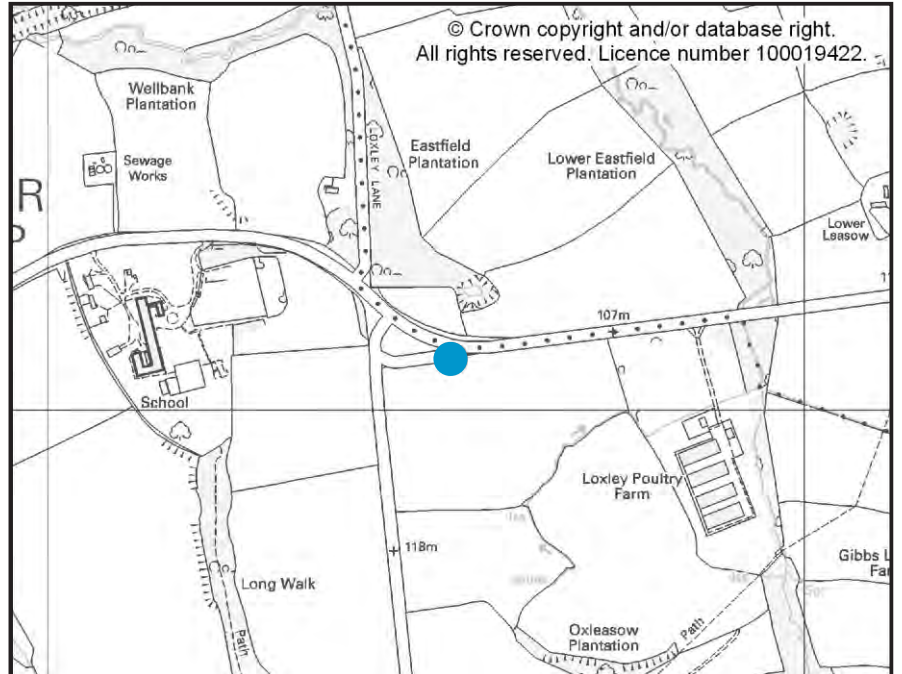 © Crown copyright and/or database right.
All rights reserved. Licence number 100019422.
Wellbank
Plantation
LOXLEY LANE
Eastfield
Plantation
Lower Eastfield
Plantation
Sewage
Works
R
Lower
Leasow
107m
School
Loxley Poultry
Farm
118m
Gibbs L
Fa
Long Walk
Oxleasow
Plantation
Path
Path